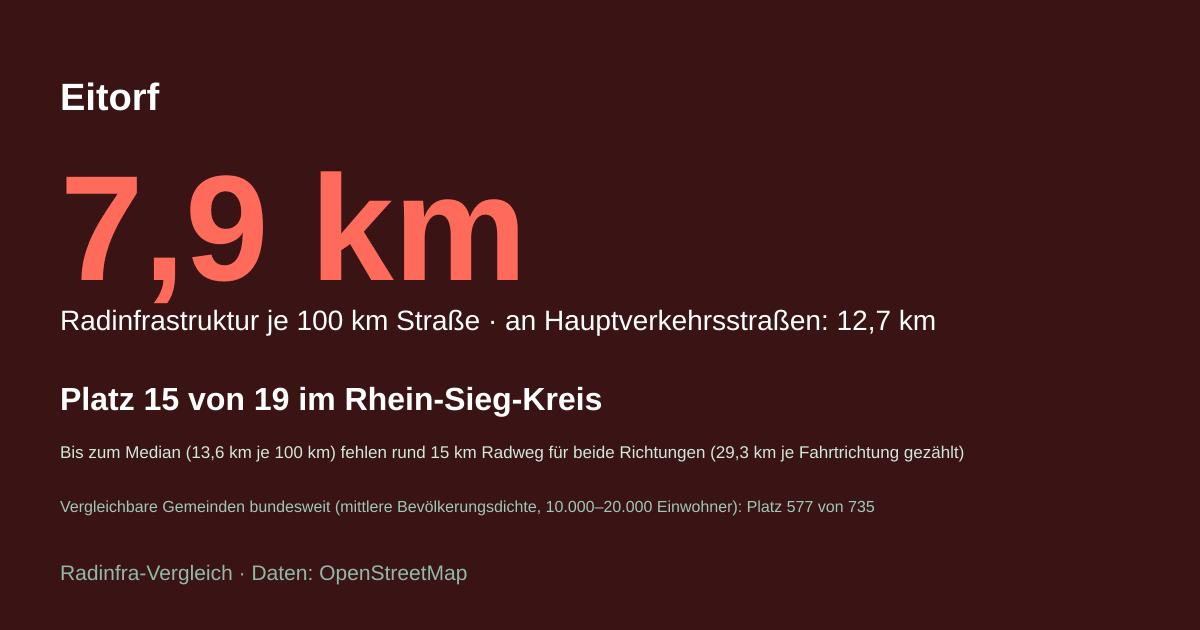 Eitorf
7,9 km
Radinfrastruktur je 100 km Straße · an Hauptverkehrsstraßen: 12,7 km
Platz 15 von 19 im Rhein-Sieg-Kreis
Bis zum Median (13,6 km je 100 km) fehlen rund 15 km Radweg für beide Richtungen (29,3 km je Fahrtrichtung gezählt)
Vergleichbare Gemeinden bundesweit (mittlere Bevölkerungsdichte, 10.000–20.000 Einwohner): Platz 577 von 735
Radinfra-Vergleich · Daten: OpenStreetMap